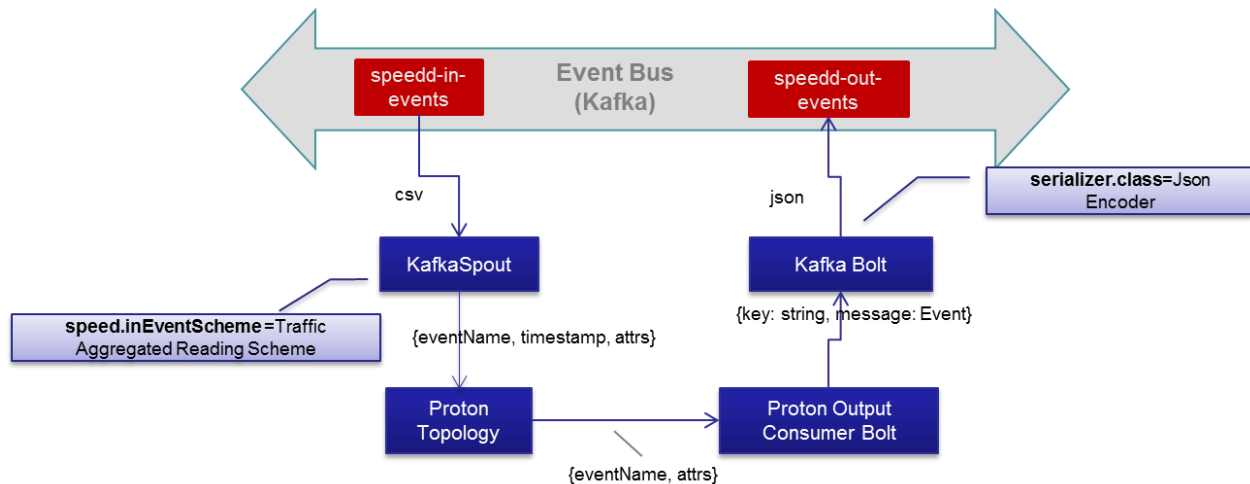 speedd-in-
events
Event Bus
(Kafka)
speedd-out-
events
csv
json
serializer.class=Json
Encoder
KafkaSpout
Kafka Bolt
speed.inEventScheme=Traffic
Aggregated Reading Scheme
{eventName, timestamp, attrs}
{key: string, message: Event}
Proton
Topology
Proton Output
Consumer Bolt
{eventName, attrs}